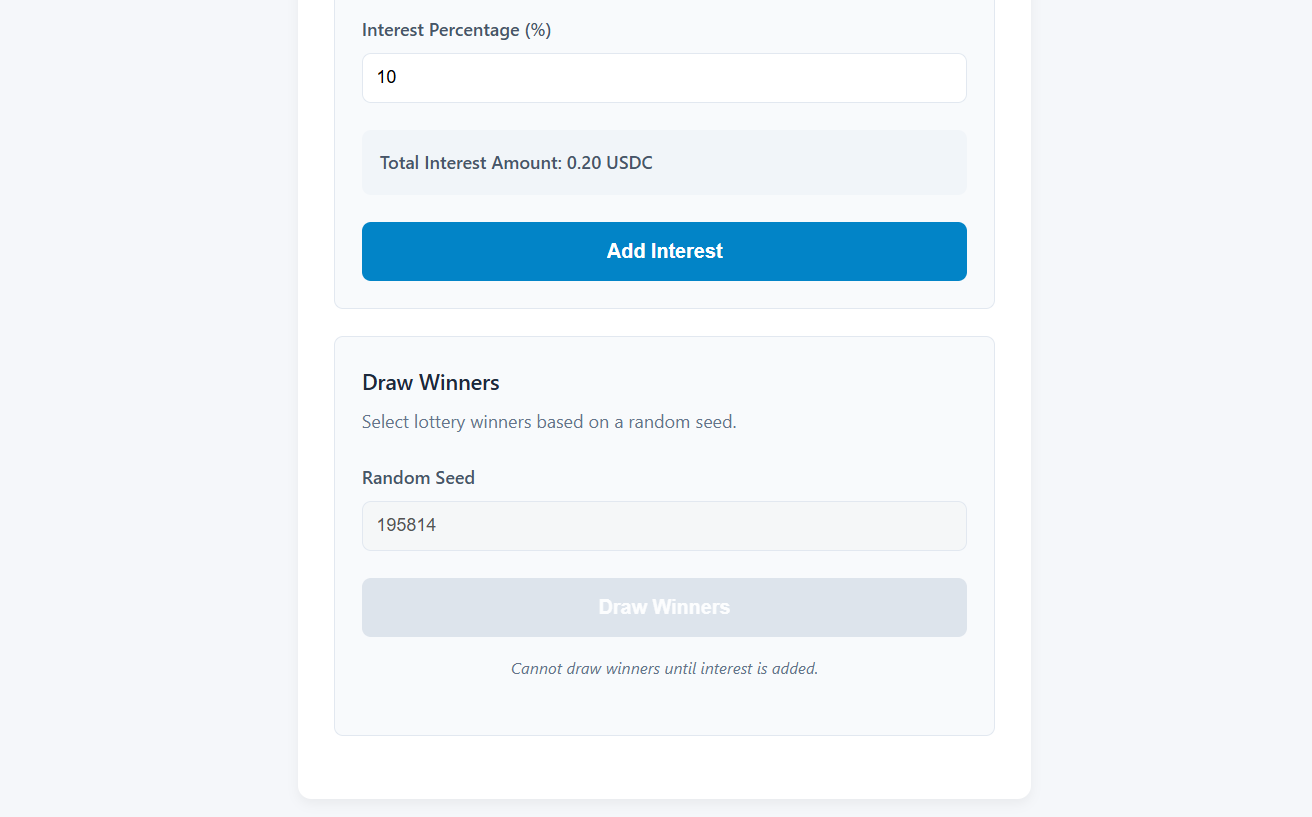 Interest Percentage (%)
10
Total Interest Amount: 0.20 USDC
Add Interest
Draw Winners
Select lottery winners based on a random seed.
Random Seed
195814
Draw Winners
Cannot draw winners until interest is added.